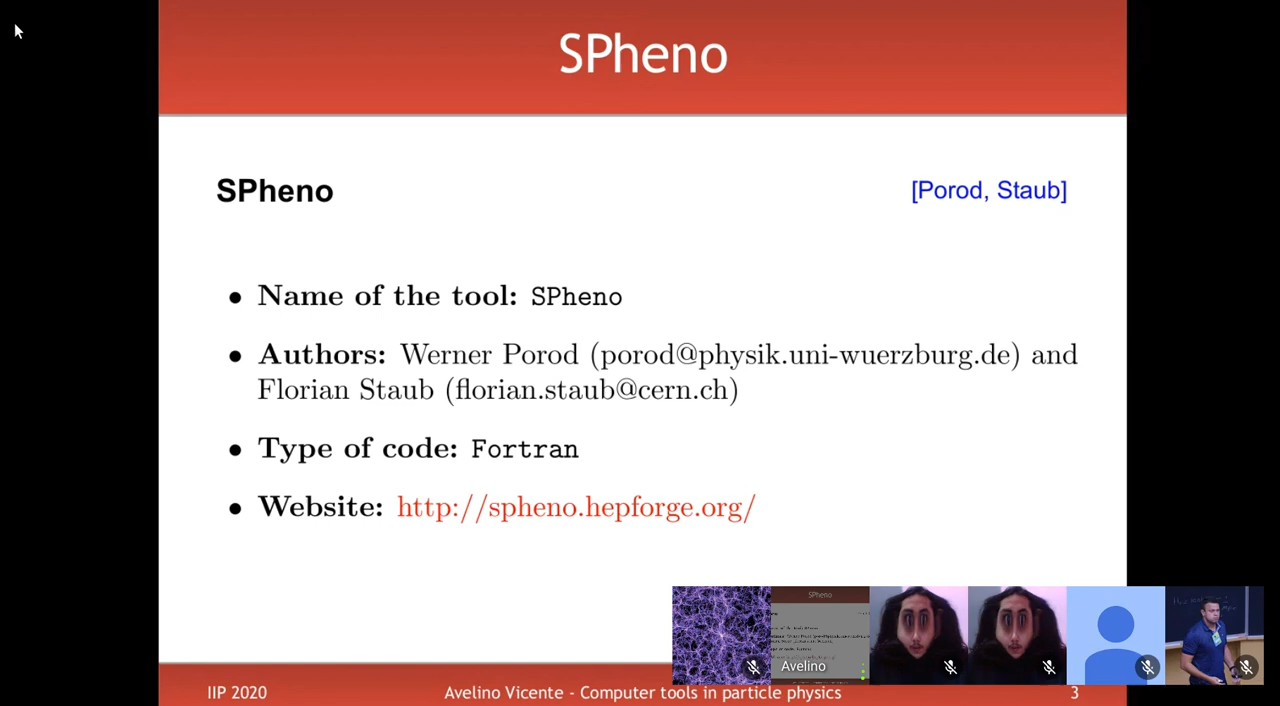 SPheno
SPheno
[Porod, Staub]
• Name of the tool: SPheno
• Authors: Werner Porod (porod@physik.uni-wuerzburg.de) and
Florian Staub (florian.staub@cern.ch)
• Type of code: Fortran
• Website: http://spheno.hepforge.org/
SPheno
Avelino
IIP 2020
Avelino Vicente - Computer tools in particle physics
3